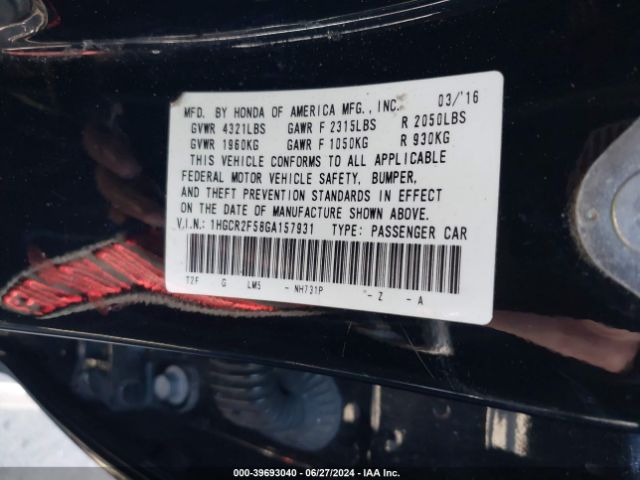 MFD. BY HONDA OF AMERICA MFG., INC. 03/'16
GVWR 4321LBS GAWR F 2315LBS R 2050LBS
GVWR 1960KG GAWR F 1050KG R 930KG
THIS VEHICLE CONFORMS TO ALL APPLICABLE
FEDERAL MOTOR VEHICLE SAFETY, BUMPER,
AND THEFT PREVENTION STANDARDS IN EFFECT
ON THE DATE OF MANUFACTURE SHOWN ABOVE.
V.I.N.: 1HGCR2F58GA157931 TYPE: PASSENGER CAR
T2F G LM5 - NH731P - Z - A
000-39693040 - 06/27/2024 - IAA Inc.